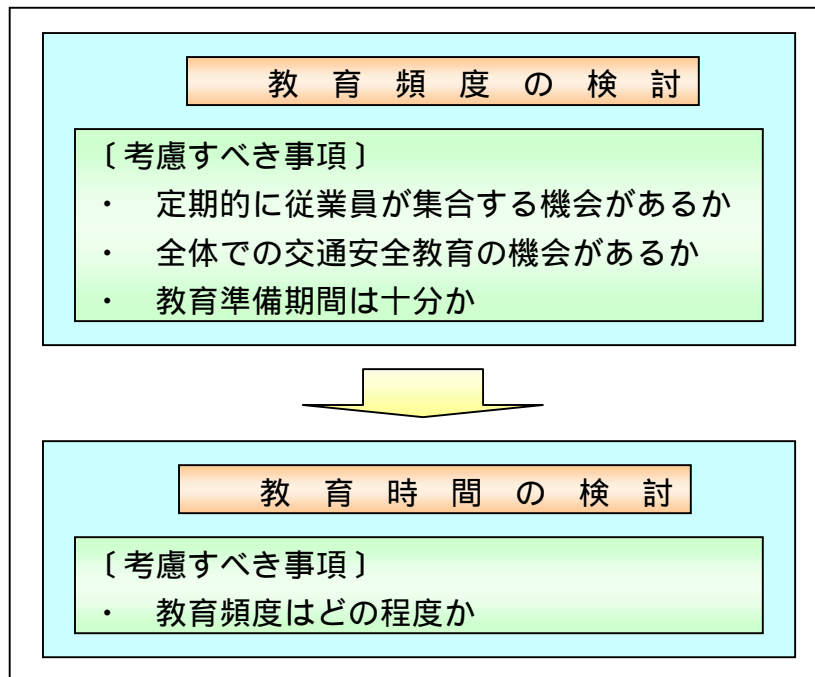 教育頻度の検討
〔考慮すべき事項〕
・ 定期的に従業員が集合する機会があるか
・ 全体での交通安全教育の機会があるか
・ 教育準備期間は十分か
教育時間の検討
〔考慮すべき事項〕
・ 教育頻度はどの程度か